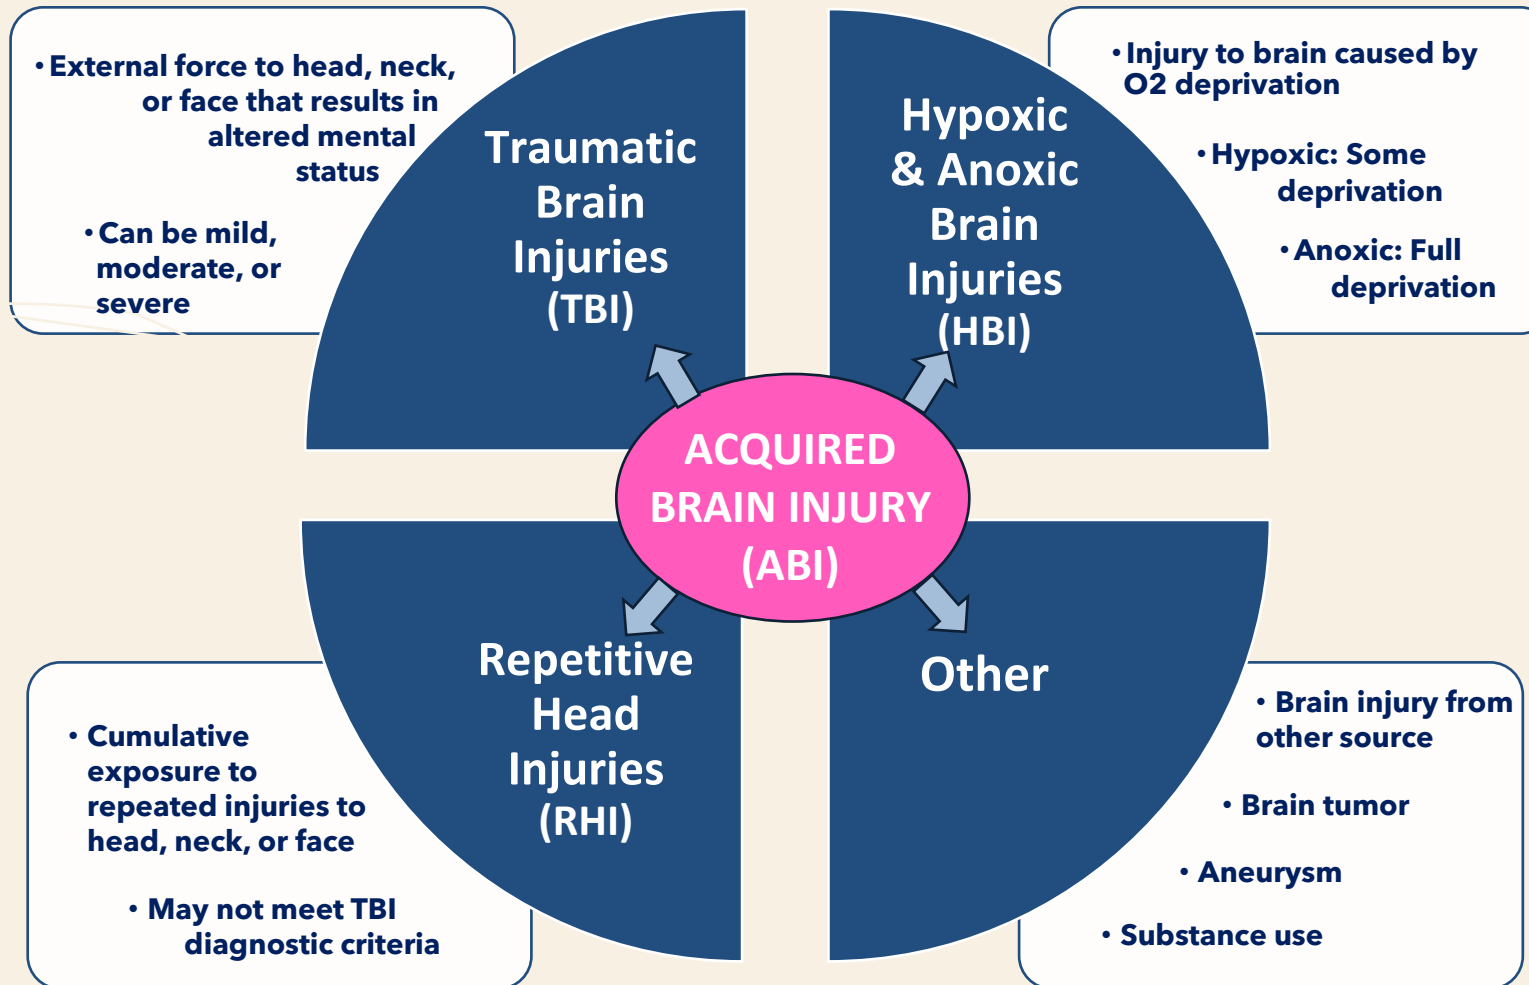 • External force to head, neck,
or face that results in
altered mental
status
• Can be mild,
moderate, or
severe
Traumatic
Brain
Injuries
(TBI)
Hypoxic
& Anoxic
Brain
Injuries
(HBI)
• Injury to brain caused by
O2 deprivation
• Hypoxic: Some
deprivation
• Anoxic: Full
deprivation
ACQUIRED
BRAIN INJURY
(ABI)
• Cumulative
exposure to
repeated injuries to
head, neck, or face
• May not meet TBI
diagnostic criteria
Repetitive
Head
Injuries
(RHI)
Other
• Brain injury from
other source
• Brain tumor
• Aneurysm
• Substance use